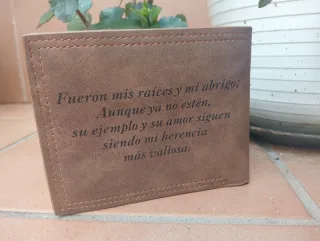 Fueron mis raíces y mi abrigo;
Aunque ya no estén,
su ejemplo y su amor siguen
siendo mi herencia
más valiosa.